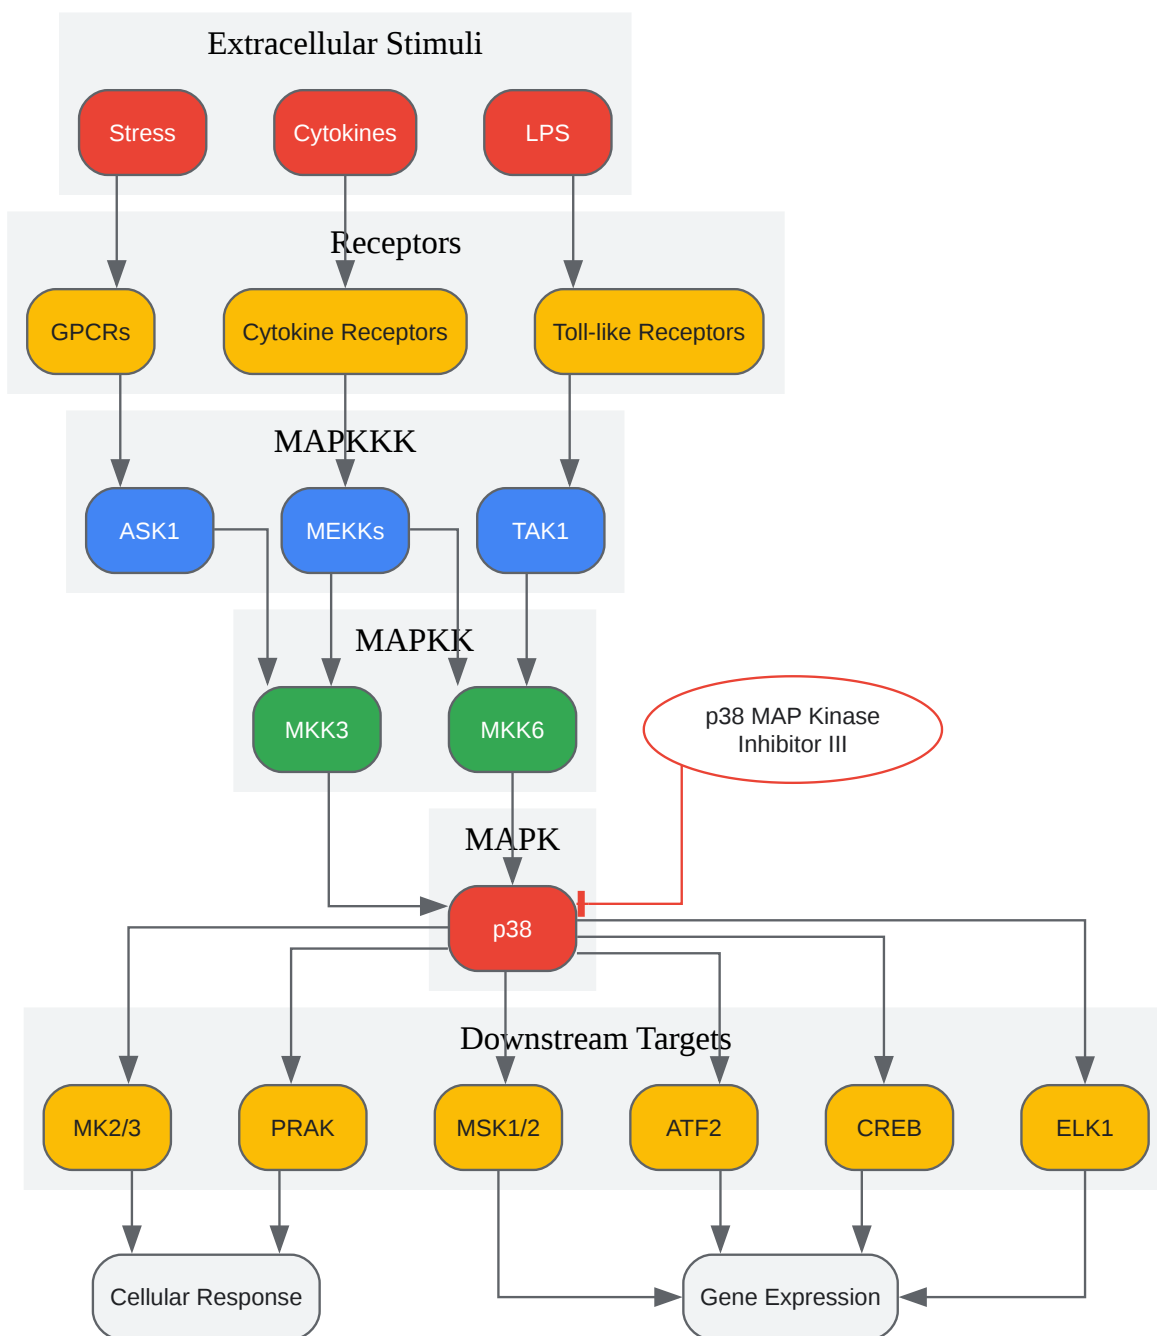 Extracellular Stimuli
Stress
Cytokines
LPS
Receptors
GPCRs
Cytokine Receptors
Toll-like Receptors
MAPKKK
ASK1
MEKKs
TAK1
MAPKK
MKK3
MKK6
p38 MAP Kinase
Inhibitor III
MAPK
p38
Downstream Targets
MK2/3
PRAK
MSK1/2
ATF2
CREB
ELK1
Cellular Response
Gene Expression